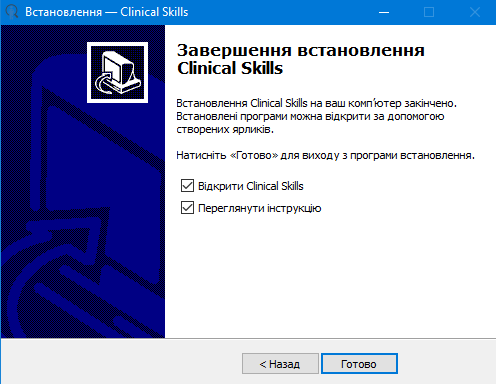 Встановлення — Clinical Skills
Завершення встановлення
Clinical Skills
Встановлення Clinical Skills на ваш комп'ютер закінчено.
Встановлені програми можна відкрити за допомогою
створених ярликів.
Натисніть «Готово» для виходу з програми встановлення.
Відкрити Clinical Skills
Переглянути інструкцію
< Назад
Готово